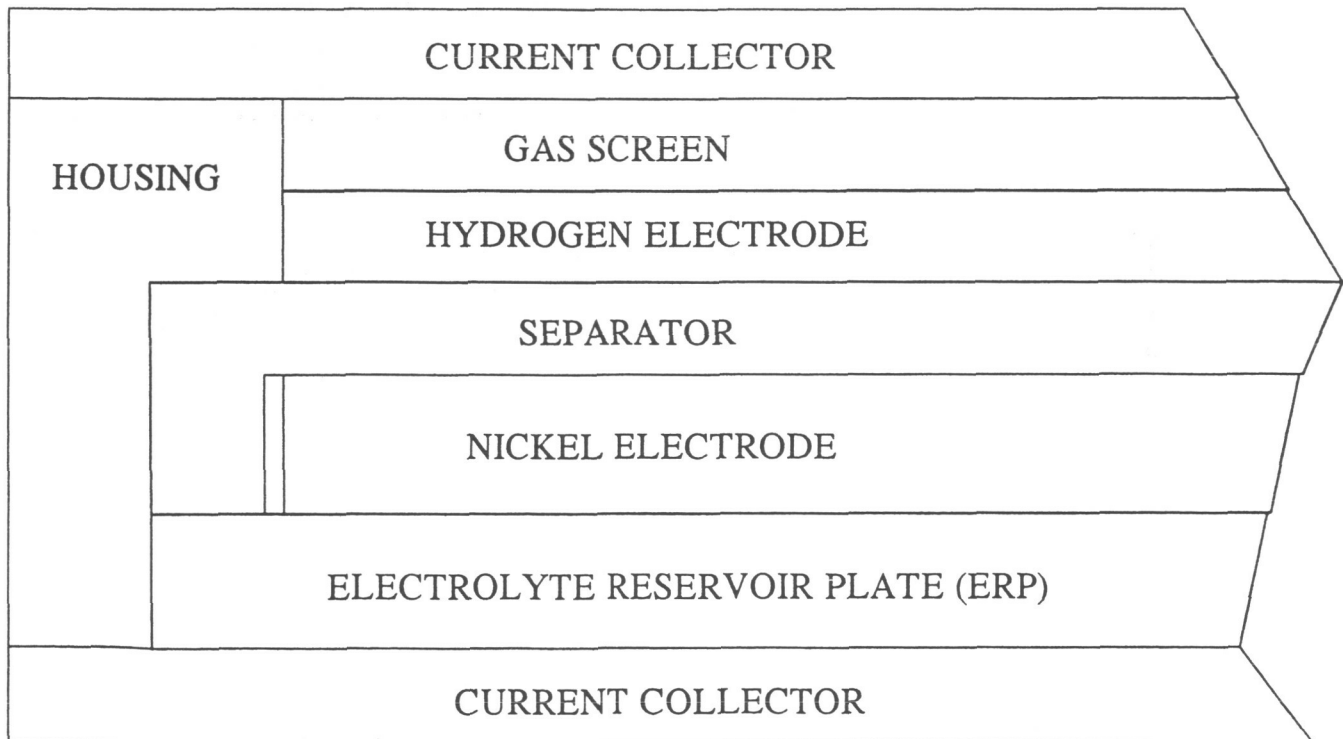 CURRENT COLLECTOR
GAS SCREEN
HOUSING
HYDROGEN ELECTRODE
SEPARATOR
NICKEL ELECTRODE
ELECTROLYTE RESERVOIR PLATE (ERP)
CURRENT COLLECTOR